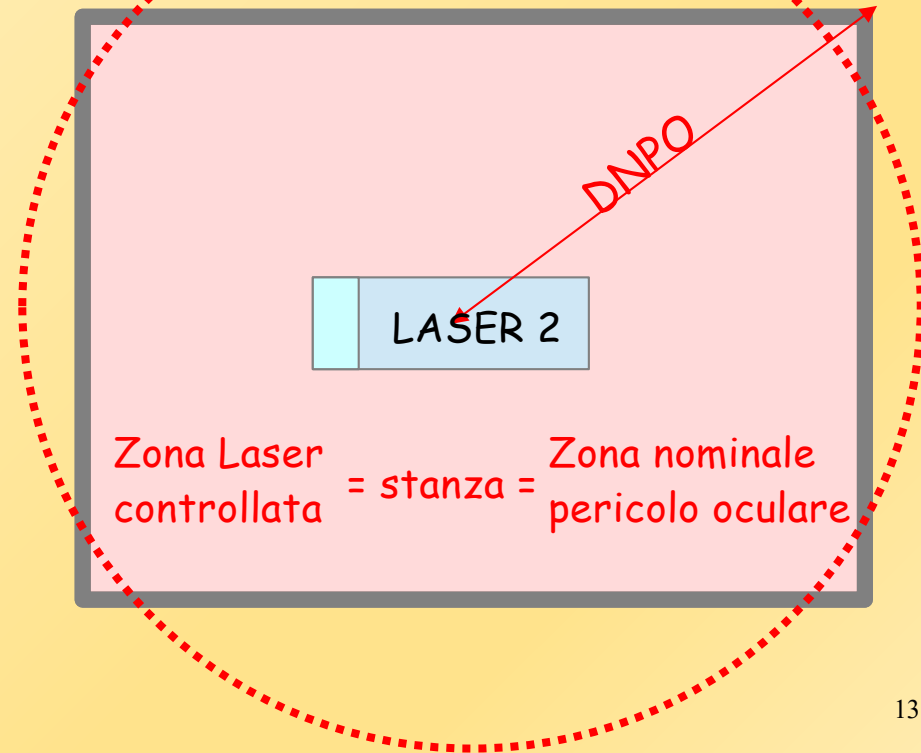 DNPO
LASER 2
Zona Laser
controllata
= stanza =
Zona nominale
pericolo oculare
13